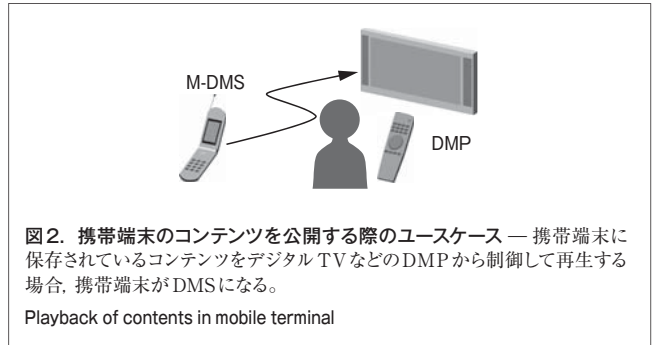 M-DMS
DMP
図2. 携帯端末のコンテンツを公開する際のユースケース — 携帯端末に
保存されているコンテンツをデジタルTVなどのDMPから制御して再生する
場合，携帯端末がDMSになる。
Playback of contents in mobile terminal